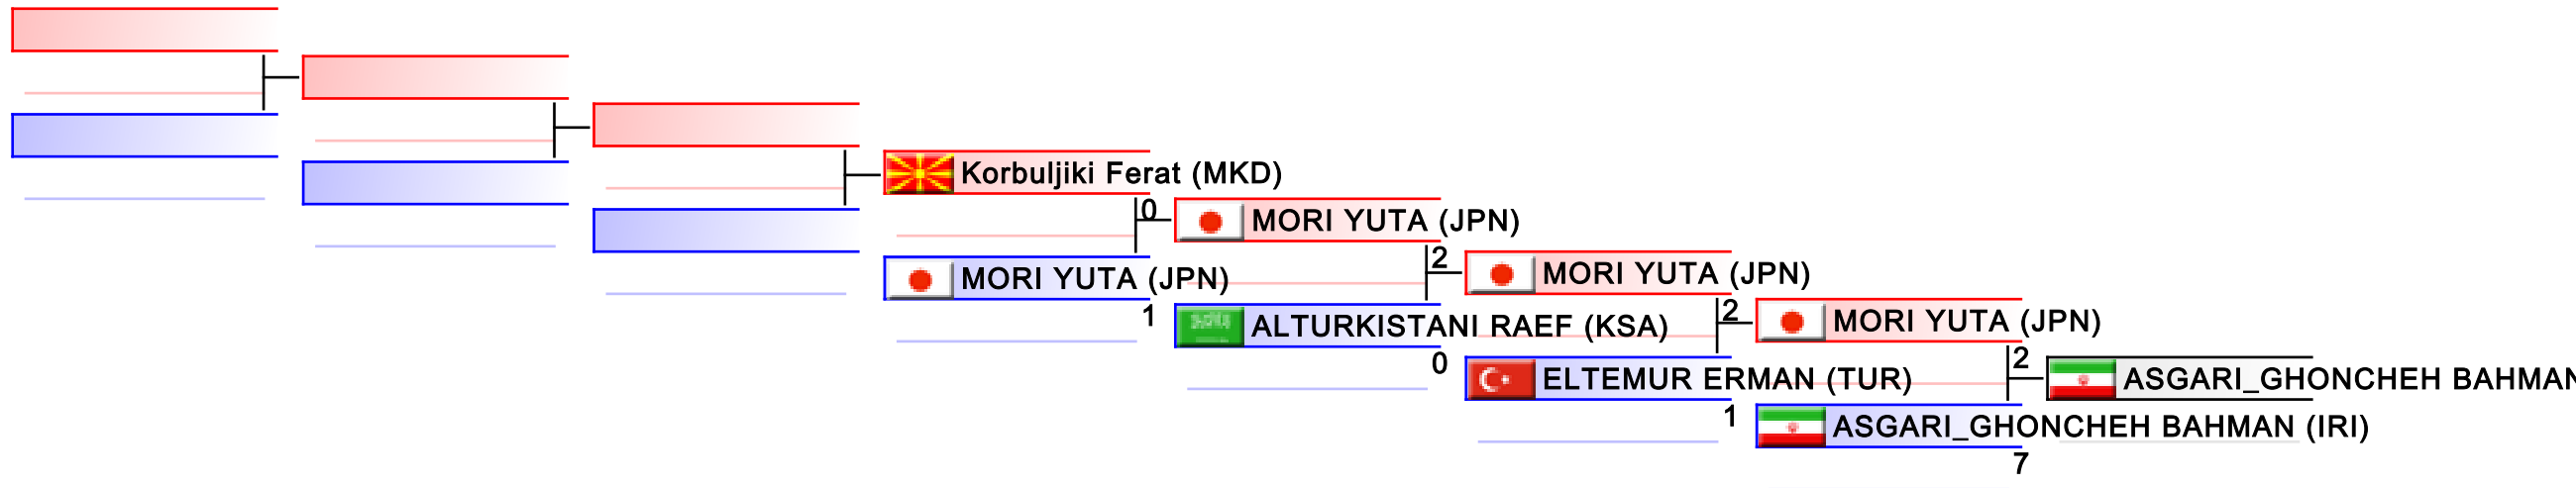 Korbuljiki Ferat (MKD)
0
MORI YUTA (JPN)
1
MORI YUTA (JPN)
2
ALTURKISTANI RAEF (KSA)
0
MORI YUTA (JPN)
2
ELTEMUR ERMAN (TUR)
1
MORI YUTA (JPN)
2
ASGARI_GHONCHEH BAHMAN (IRI)
7
ASGARI_GHONCHEH BAHMAN